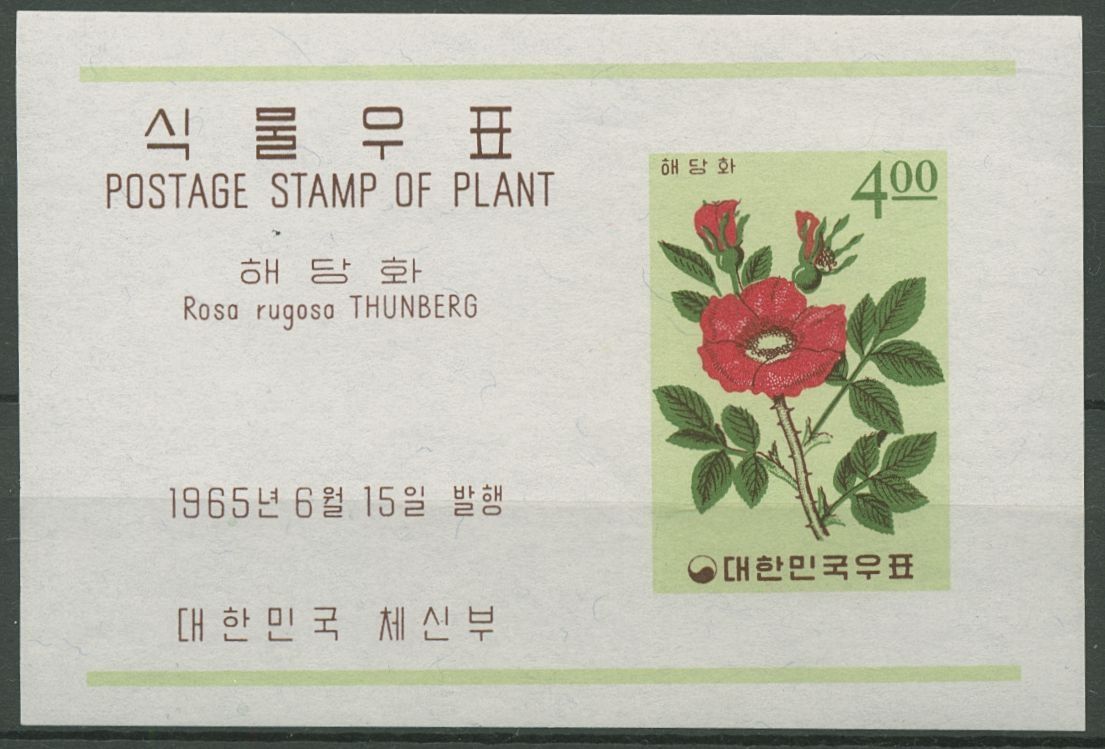 식 물 우 표
POSTAGE STAMP OF PLANT
해 당 화
Rosa rugosa THUNBERG
1965년 6월 15일 발행
대한민국 체신부
해당화
4 00
대한민국우표